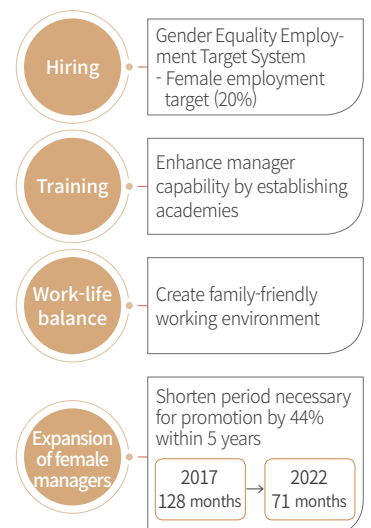 Hiring
Gender Equality Employ-
ment Target System
- Female employment
target (20%)
Training
Enhance manager
capability by establishing
academies
Work-life
balance
Create family-friendly
working environment
Expansion
of female
managers
Shorten period necessary
for promotion by 44%
within 5 years
2017
128 months
→
2022
71 months